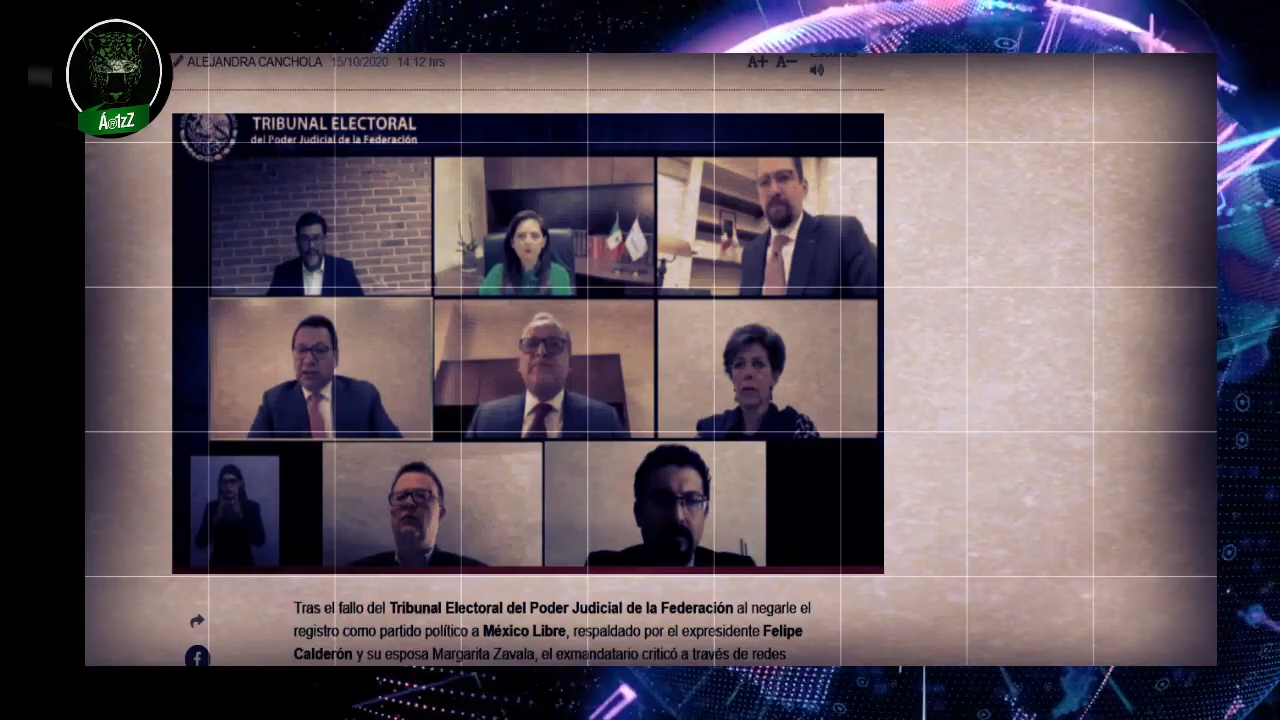 ALEJANDRA CANCHOLA 15/10/2020 14:12 hrs
A+ A-
Á@1zZ
TRIBUNAL ELECTORAL
del Poder Judicial de la Federación
Tras el fallo del Tribunal Electoral del Poder Judicial de la Federación al negarle el
registro como partido político a México Libre, respaldado por el expresidente Felipe
Calderón y su esposa Margarita Zavala, el exmandatario criticó a través de redes